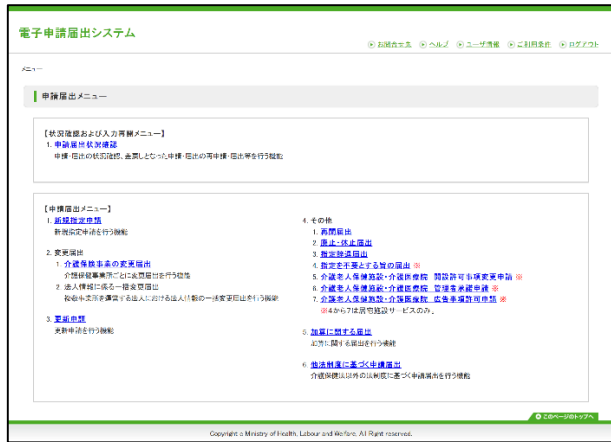 電子申請届出システム
お問合せ先 ヘルプ ユーザ情報 ご利用条件 ログアウト
メニュー
申請届出メニュー
【状況確認および入力再開メニュー】
1. 申請届出状況確認
申請・届出の状況確認、差戻しとなった申請・届出の再申請・届出等を行う機能
【申請届出メニュー】
1. 新規指定申請
新規指定申請を行う機能
2. 変更届出
1. 介護保険事業の変更届出
介護保険事業所ごとに変更届出を行う機能
2. 法人情報に係る一括変更届出
複数事業所を運営する法人における法人情報の一括変更届出を行う機能
3. 更新申請
更新申請を行う機能
4. その他
1. 再開届出
2. 廃止・休止届出
3. 指定辞退届出
4. 指定を不要とする旨の届出 ※
5. 介護老人保健施設・介護医療院 開設許可事項変更申請 ※
6. 介護老人保健施設・介護医療院 管理者承認申請 ※
7. 介護老人保健施設・介護医療院 広告事項許可申請 ※
※4から7は居宅施設サービスのみ。
5. 加算に関する届出
加算に関する届出を行う機能
6. 他法制度に基づく申請届出
介護保険法以外の法制度に基づく申請届出を行う機能
このページのトップへ
Copyright © Ministry of Health, Labour and Welfare, All Right reserved.